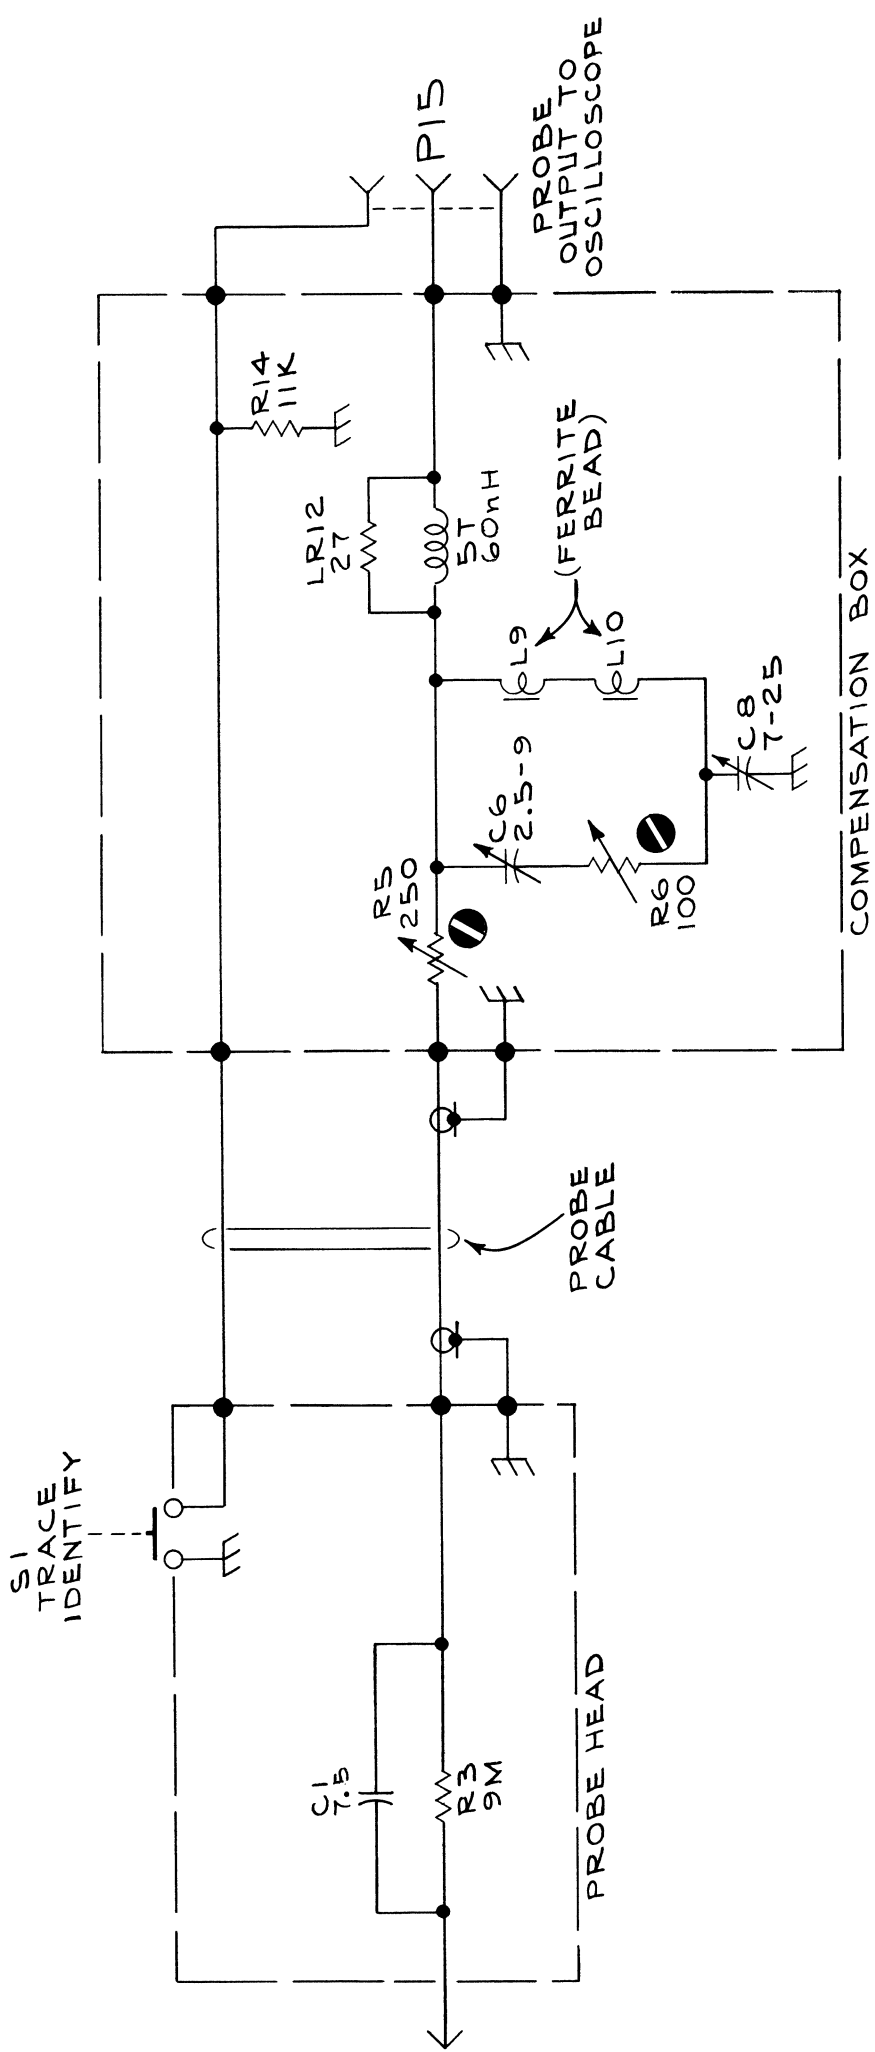 S1
TRACE
IDENTIFY
C1
7.5
R3
9M
PROBE HEAD
PROBE
CABLE
R5
250
C6
2.5-9
R6
100
C8
7-25
L9
L10
(FERRITE
BEAD)
LR12
27
5T
60nH
R14
11K
COMPENSATION BOX
P15
PROBE
OUTPUT TO
OSCILLOSCOPE